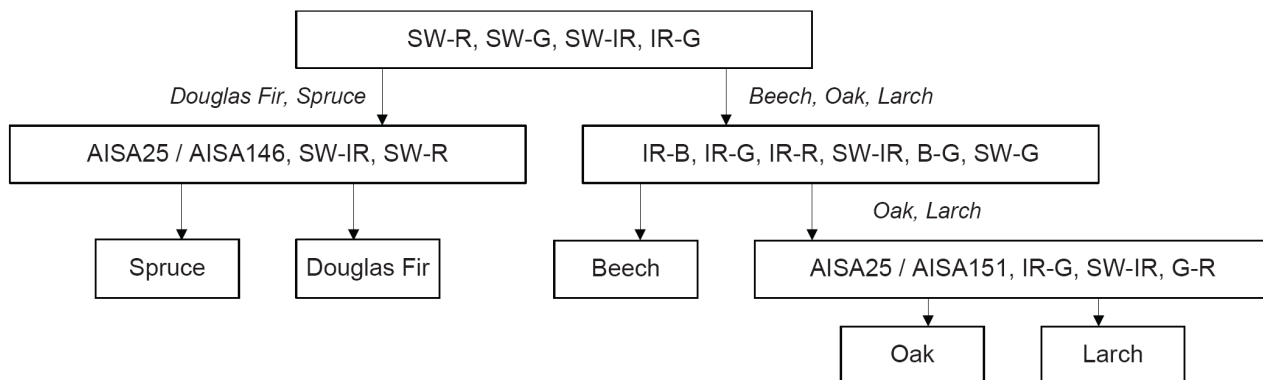 SW-R, SW-G, SW-IR, IR-G
Douglas Fir, Spruce
Beech, Oak, Larch
AISA25 / AISA146, SW-IR, SW-R
IR-B, IR-G, IR-R, SW-IR, B-G, SW-G
Oak, Larch
Spruce
Douglas Fir
Beech
AISA25 / AISA151, IR-G, SW-IR, G-R
Oak
Larch